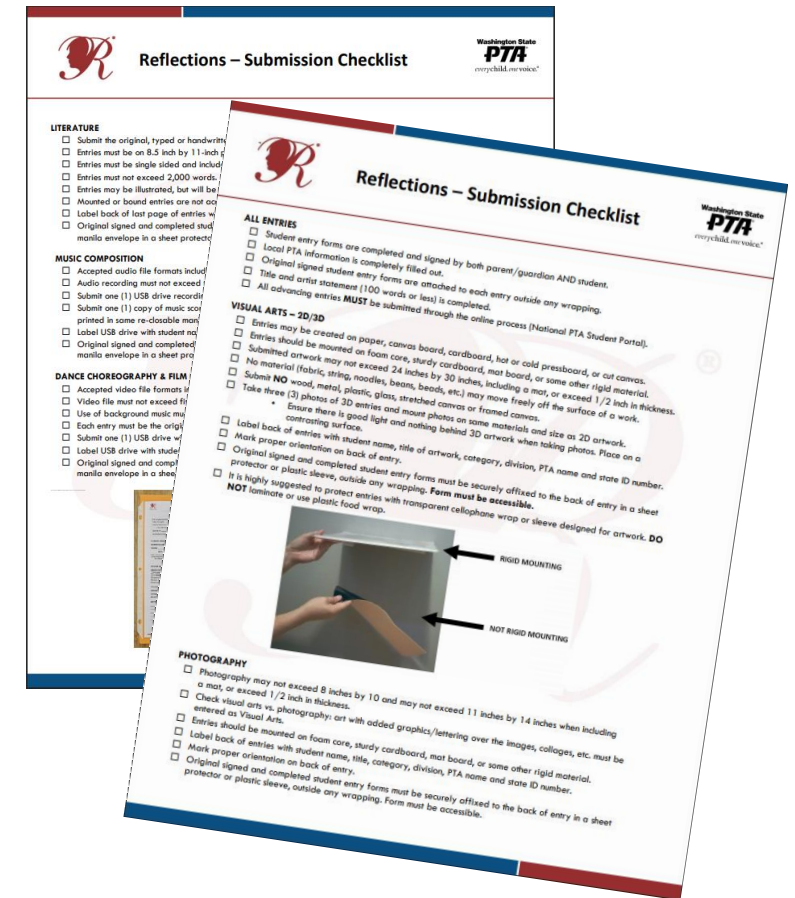 Reflections – Submission Checklist
Washington State
PTA
everychild.onevoice.®
LITERATURE
☐ Submit the original, typed or
☐ Entries must be on 8.5 inch by 11-inch
☐ Entries must be single sided and
☐ Entries must not exceed 2,000 words.
☐ Entries may be illustrated, but will be
☐ Mounted or bound entries are not
☐ Label back of last page of entries
☐ Original signed and completed
manila envelope in a sheet
MUSIC COMPOSITION
☐ Accepted audio file formats
☐ Audio recording must not exceed
☐ Submit one (1) USB drive
☐ Submit one (1) copy of music
printed in same re-closable
☐ Label USB drive with student
☐ Original signed and completed
manila envelope in a sheet
DANCE CHOREOGRAPHY & FILM
☐ Accepted video file formats
☐ Video file must not exceed
☐ Use of background music
☐ Each entry must be the
☐ Submit one (1) USB drive
☐ Label USB drive with
☐ Original signed and
manila envelope in a
Reflections – Submission Checklist
Washington State
PTA
everychild.onevoice.®
ALL ENTRIES
☐ Student entry forms are completed and signed by both parent/guardian AND student.
☐ Local PTA information is completely filled out.
☐ Original signed student entry forms are attached to each entry outside any wrapping.
☐ Title and artist statement (100 words or less) is completed.
☐ All advancing entries MUST be submitted through the online process (National PTA Student Portal).
VISUAL ARTS – 2D/3D
☐ Entries may be created on paper, canvas board, cardboard, hot or cold pressboard, or cut canvas.
☐ Entries should be mounted on foam core, sturdy cardboard, mat board, or some other rigid material.
☐ Submitted artwork may not exceed 24 inches by 30 inches, including a mat, or exceed 1/2 inch in thickness.
☐ No material (fabric, string, noodles, beans, beads, etc.) may move freely off the surface of a work.
☐ Submit NO wood, metal, plastic, glass, stretched canvas or framed canvas.
☐ Take three (3) photos of 3D entries and mount photos on same materials and size as 2D artwork.
• Ensure there is good light and nothing behind 3D artwork when taking photos. Place on a
contrasting surface.
☐ Label back of entries with student name, title of artwork, category, division, PTA name and state ID number.
☐ Mark proper orientation on back of entry.
☐ Original signed and completed student entry forms must be securely affixed to the back of entry in a sheet
protector or plastic sleeve, outside any wrapping. Form must be accessible.
☐ It is highly suggested to protect entries with transparent cellophane wrap or sleeve designed for artwork. DO
NOT laminate or use plastic food wrap.
RIGID MOUNTING
NOT RIGID MOUNTING
PHOTOGRAPHY
☐ Photography may not exceed 8 inches by 10 and may not exceed 11 inches by 14 inches when including
a mat, or exceed 1/2 inch in thickness.
☐ Check visual arts vs. photography: art with added graphics/lettering over the images, collages, etc. must be
entered as Visual Arts.
☐ Entries should be mounted on foam core, sturdy cardboard, mat board, or some other rigid material.
☐ Label back of entries with student name, title, category, division, PTA name and state ID number.
☐ Mark proper orientation on back of entry.
☐ Original signed and completed student entry forms must be securely affixed to the back of entry in a sheet
protector or plastic sleeve, outside any wrapping. Form must be accessible.